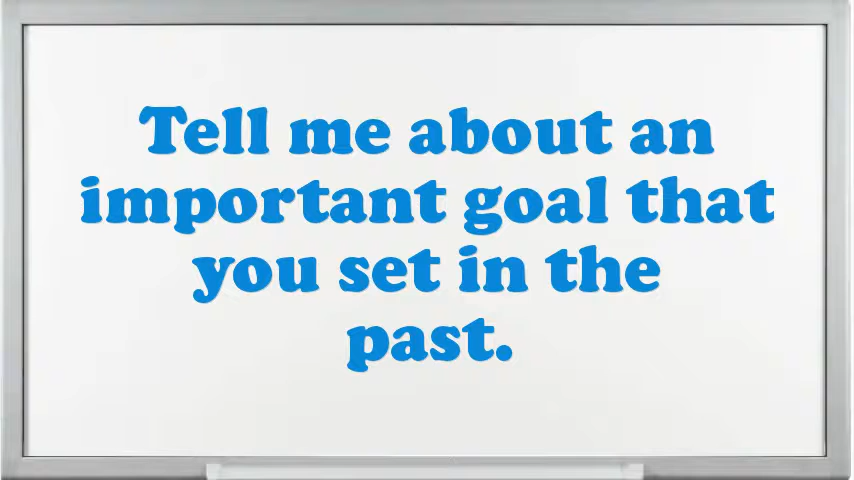 Tell me about an
important goal that
you set in the
past.